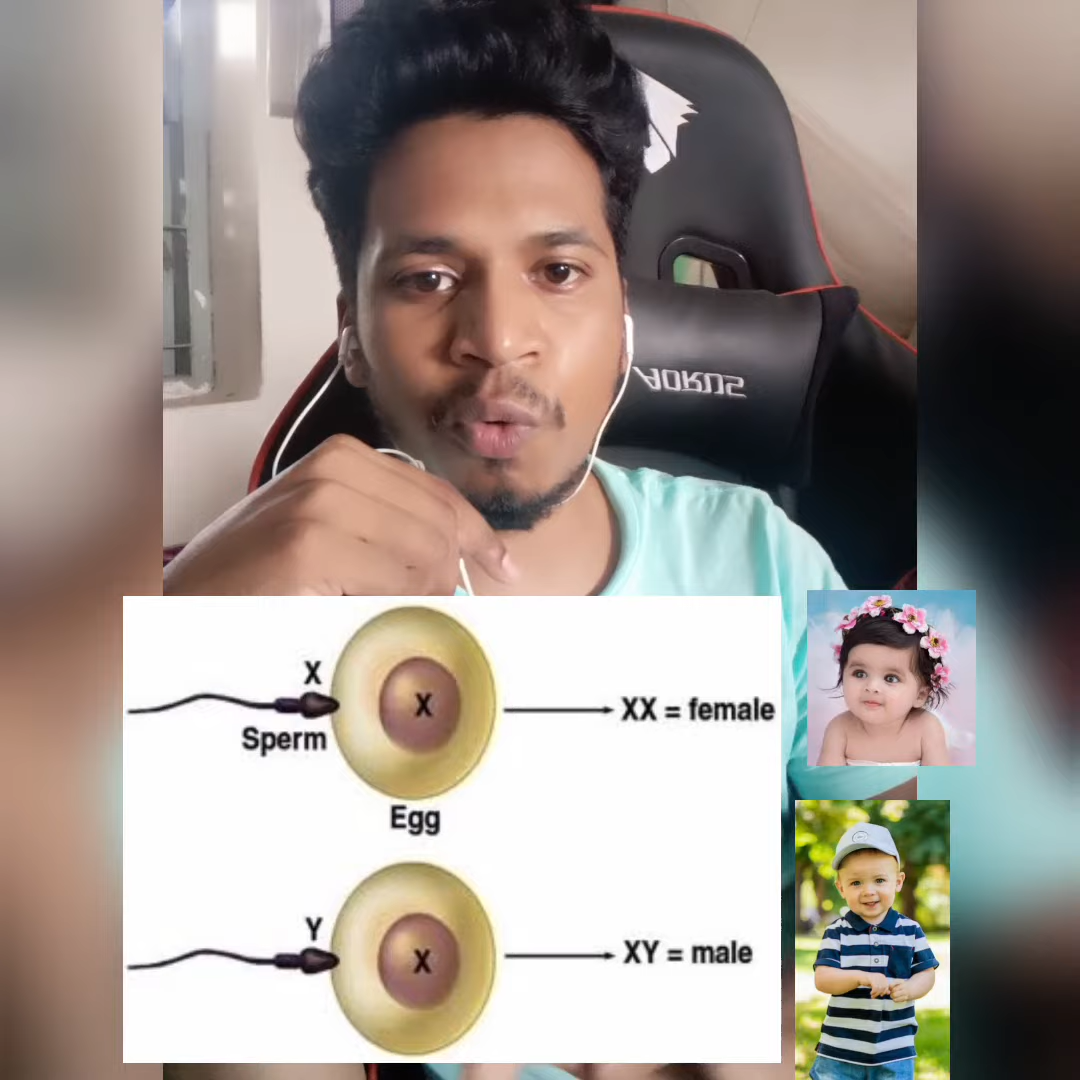 AORUS
X
X
XX = female
Sperm
Egg
Y
X
XY = male